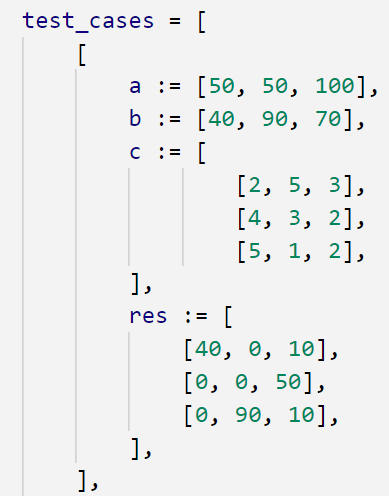 test_cases = [
[
a := [50, 50, 100],
b := [40, 90, 70],
c := [
[2, 5, 3],
[4, 3, 2],
[5, 1, 2],
],
res := [
[40, 0, 10],
[0, 0, 50],
[0, 90, 10],
],
],